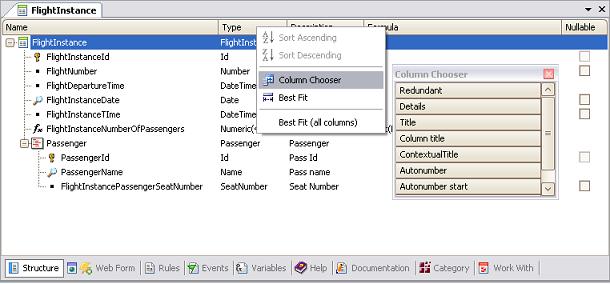 FlightInstance
Name Type Description Formula Nullable
FlightInstance FlightInst
Sort Ascending
Sort Descending
Column Chooser
Best Fit
Best Fit (all columns)
FlightInstanceId Id
FlightNumber Number
FlightDepartureTime DateTime
FlightInstanceDate Date
FlightInstanceTIme DateTime
FlightInstanceNumberOfPassengers Numeric(
Passenger Passenger Passenger
PassengerId Id Pass Id
PassengerName Name Pass name
FlightInstancePassengerSeatNumber SeatNumber Seat Number
Column Chooser
Redundant
Details
Title
Column title
ContextualTitle
Autonumber
Autonumber start
Structure Web Form Rules Events Variables Help Documentation Category Work With